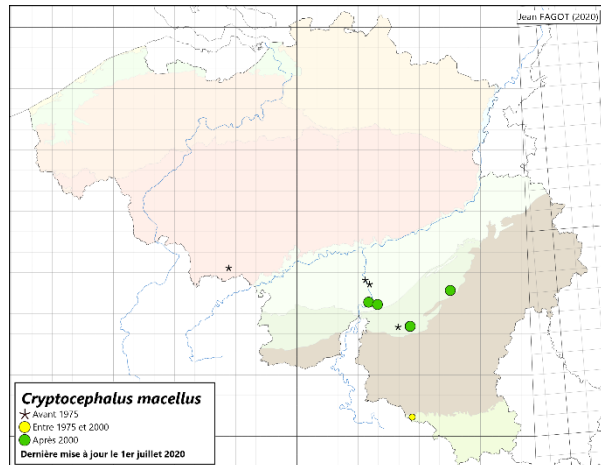 Jean FAGOT (2020)
Cryptocephalus macellus
Avant 1975
Entre 1975 et 2000
Après 2000
Dernière mise à jour le 1er juillet 2020